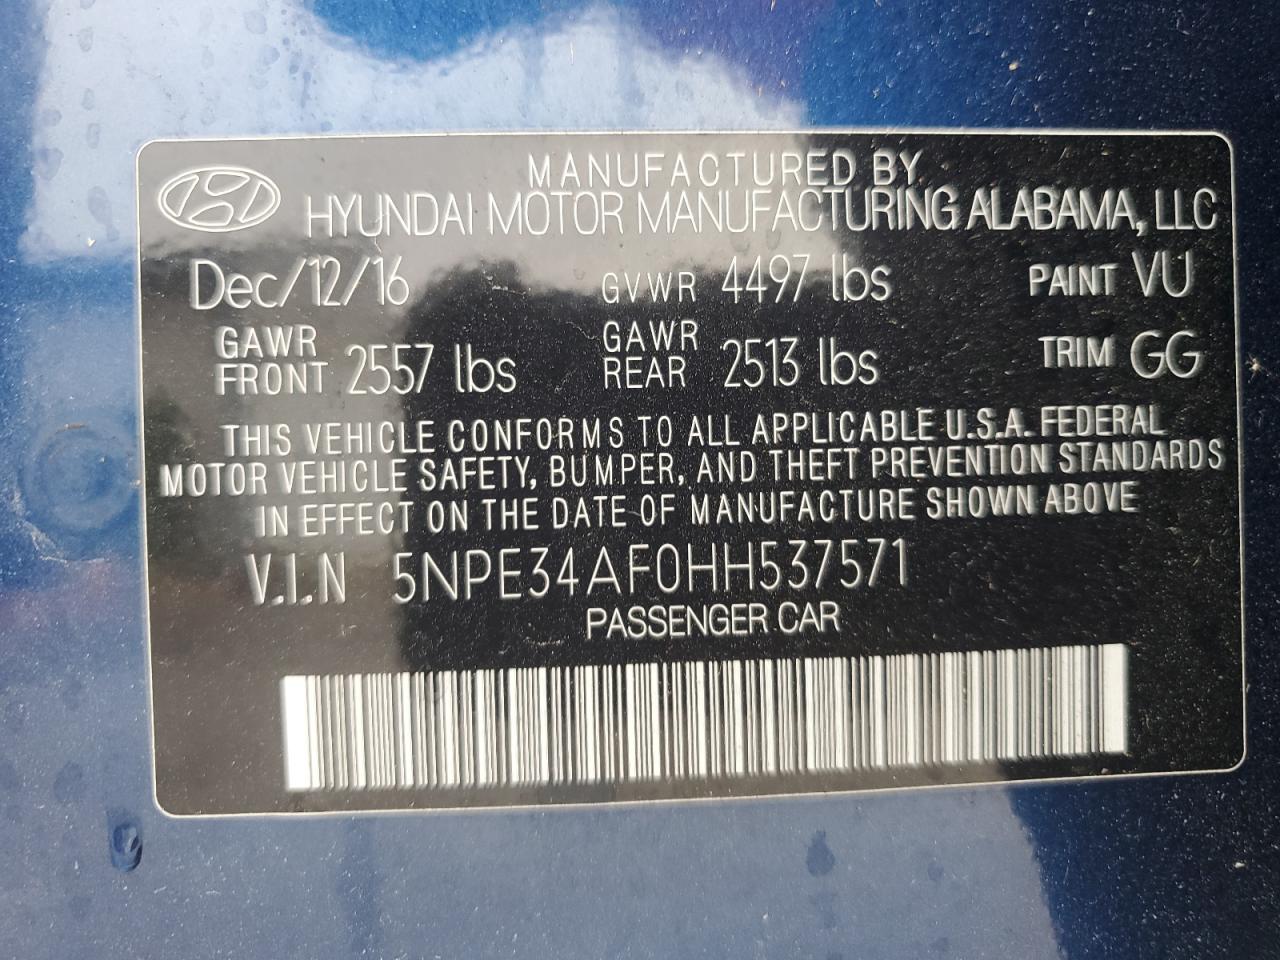 MANUFACTURED BY
HYUNDAI MOTOR MANUFACTURING ALABAMA, LLC
Dec/12/16 GVWR 4497 lbs PAINT VU
GAWR FRONT 2557 lbs GAWR REAR 2513 lbs TRIM GG
THIS VEHICLE CONFORMS TO ALL APPLICABLE U.S.A. FEDERAL
MOTOR VEHICLE SAFETY, BUMPER, AND THEFT PREVENTION STANDARDS
IN EFFECT ON THE DATE OF MANUFACTURE SHOWN ABOVE
V.I.N 5NPE34AF0HH537571
PASSENGER CAR